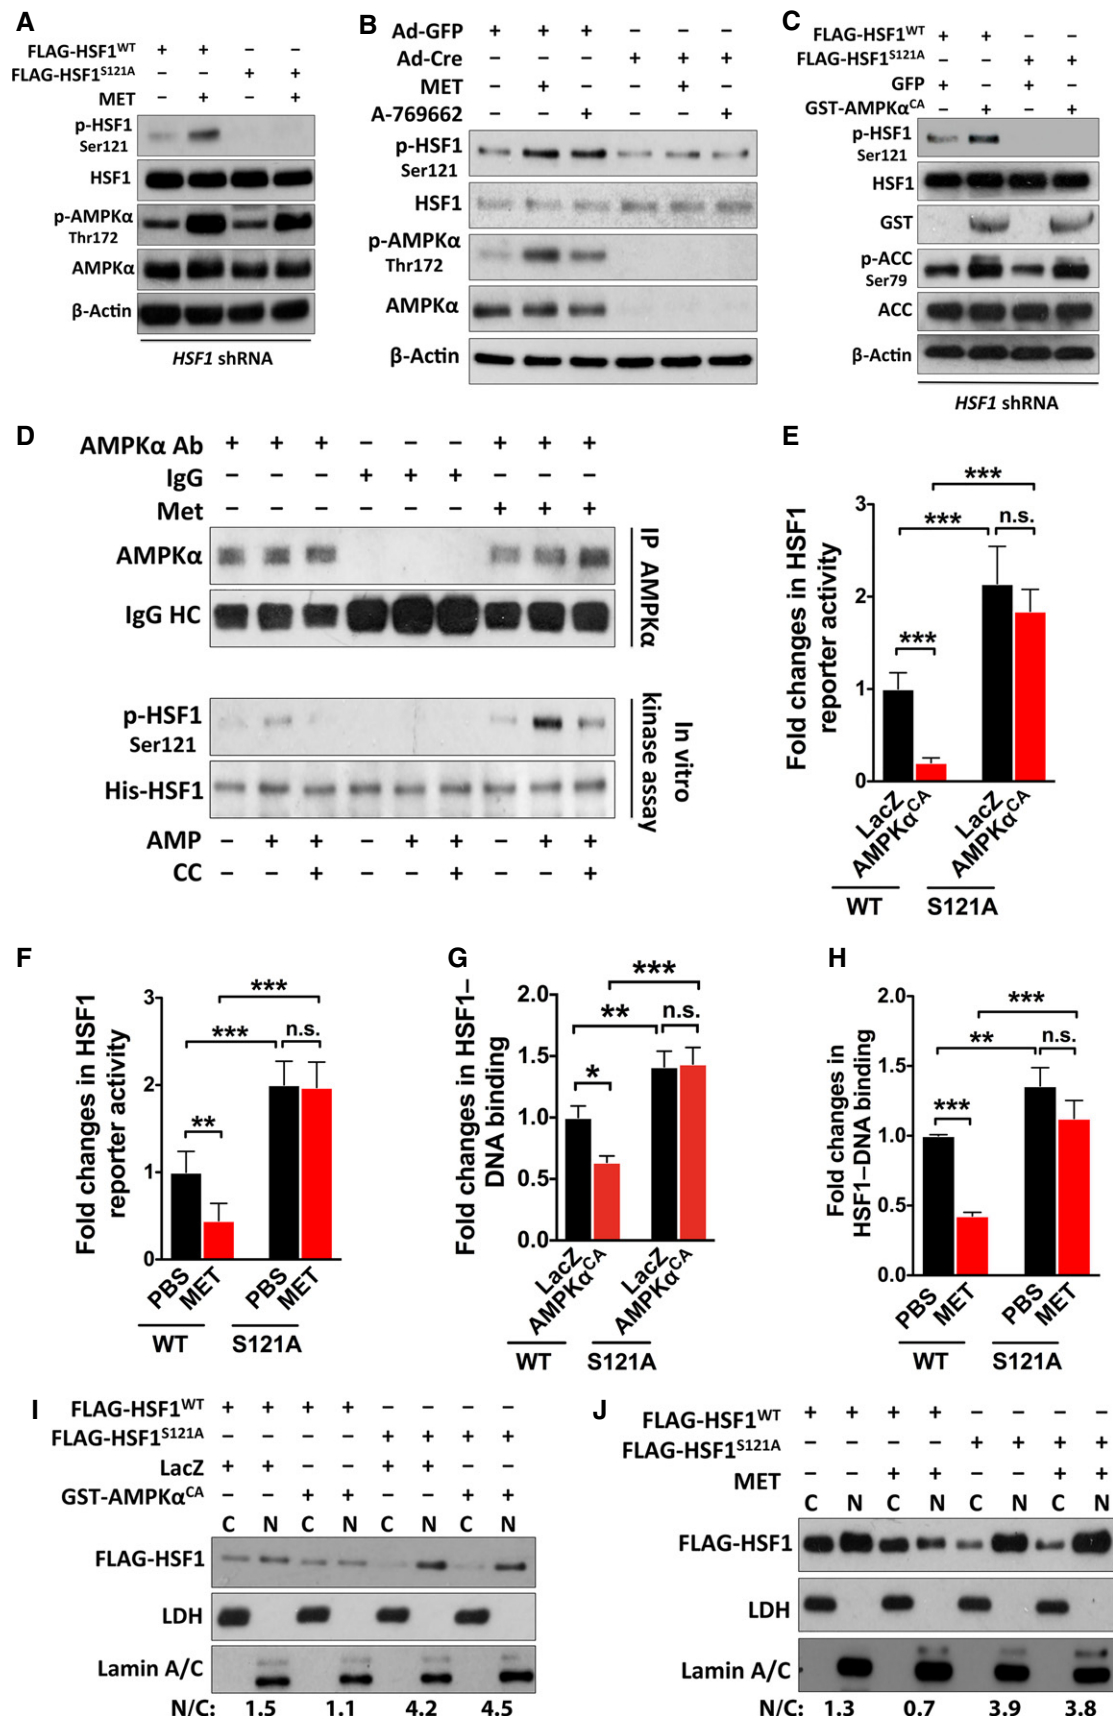 A
FLAG-HSF1WT + + – –
FLAG-HSF1S121A – – + +
MET – + – +
p-HSF1
Ser121
HSF1
p-AMPKα
Thr172
AMPKα
β-Actin
HSF1 shRNA
B
Ad-GFP + + + – – –
Ad-Cre – – – + + +
MET – + – – + –
A-769662 – – + – – +
p-HSF1
Ser121
HSF1
p-AMPKα
Thr172
AMPKα
β-Actin
C
FLAG-HSF1WT + + – –
FLAG-HSF1S121A – – + +
GFP + – + –
GST-AMPKαCA – + – +
p-HSF1
Ser121
HSF1
GST
p-ACC
Ser79
ACC
β-Actin
HSF1 shRNA
D
AMPKα Ab + + + – – – + + +
IgG – – – + + + – – –
Met – – – – – – + + +
AMPKα
IgG HC
IP AMPKα
p-HSF1
Ser121
His-HSF1
In vitro
kinase assay
AMP – + + – + + – + +
CC – – + – – + – – +
E
Fold changes in HSF1
reporter activity
3
2
1
0
***
***
***
n.s.
LacZ
AMPKαCA
LacZ
AMPKαCA
WT
S121A
F
Fold changes in HSF1
reporter activity
3
2
1
0
***
***
n.s.
**
PBS
MET
PBS
MET
WT
S121A
G
Fold changes in HSF1–
DNA binding
2.0
1.5
1.0
0.5
0.0
***
**
n.s.
*
LacZ
AMPKαCA
LacZ
AMPKαCA
WT
S121A
H
Fold changes in
HSF1–DNA binding
2.0
1.5
1.0
0.5
0.0
***
**
n.s.
***
PBS
MET
PBS
MET
WT
S121A
I
FLAG-HSF1WT + + + + – – – –
FLAG-HSF1S121A – – – – + + + +
LacZ + + – – + + – –
GST-AMPKαCA – – + + – – + +
C N C N C N C N
FLAG-HSF1
LDH
Lamin A/C
N/C: 1.5 1.1 4.2 4.5
J
FLAG-HSF1WT + + + + – – – –
FLAG-HSF1S121A – – – – + + + +
MET – – + + – – + +
C N C N C N C N
FLAG-HSF1
LDH
Lamin A/C
N/C: 1.3 0.7 3.9 3.8